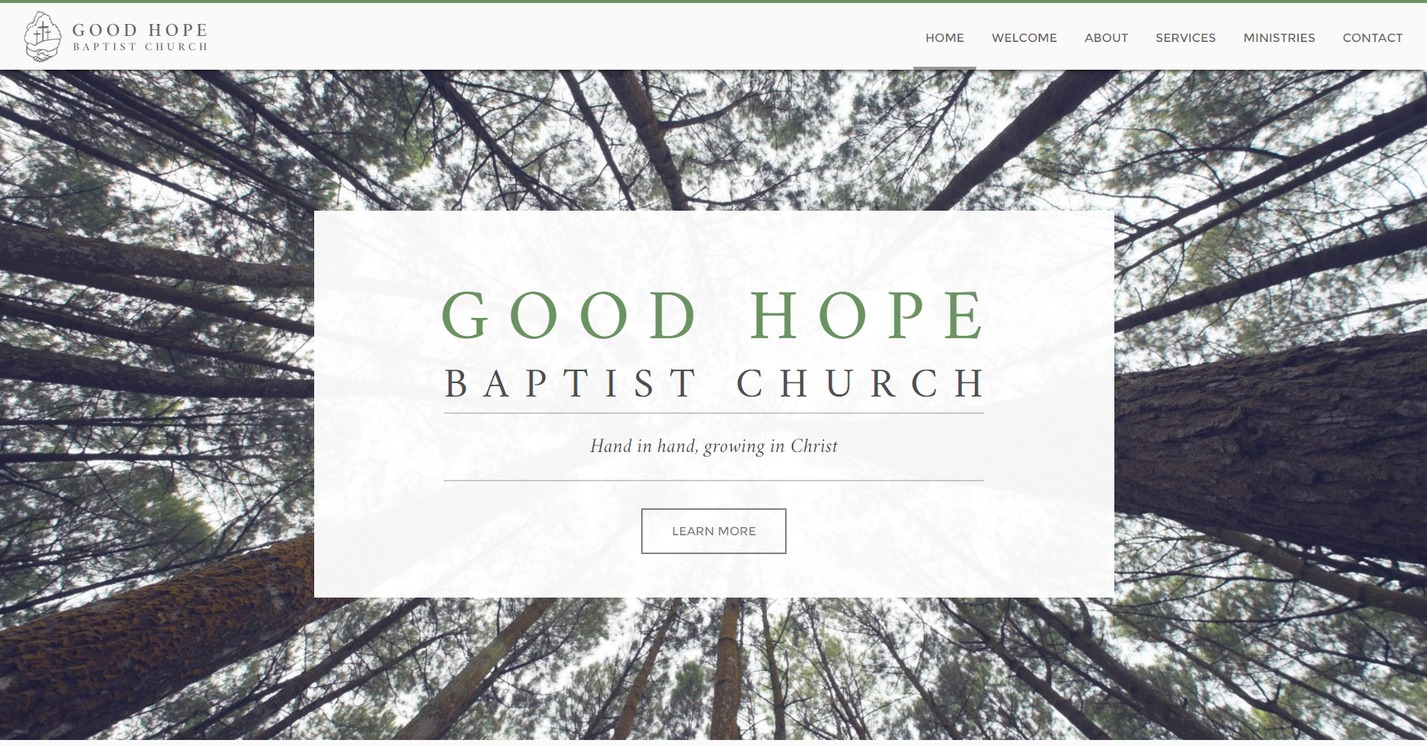 GOOD HOPE
BAPTIST CHURCH
HOME WELCOME ABOUT SERVICES MINISTRIES CONTACT
GOOD HOPE
BAPTIST CHURCH
Hand in hand, growing in Christ
LEARN MORE